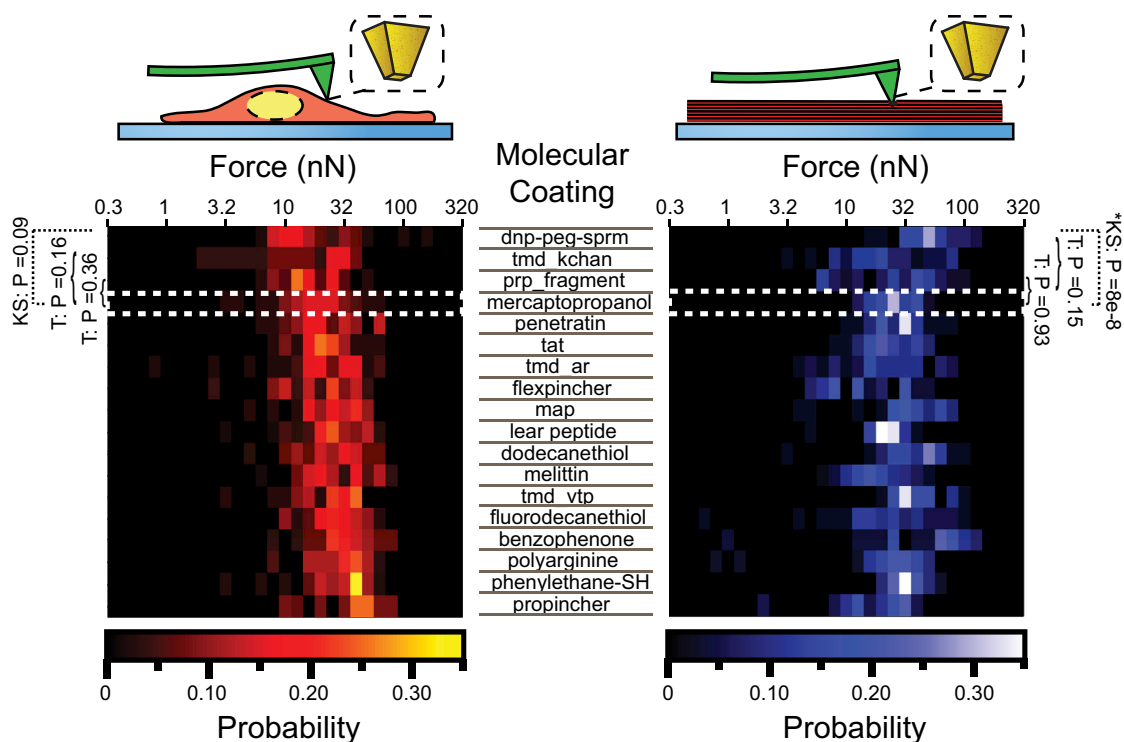 Force (nN)
Molecular
Coating
Force (nN)
0.3 1 3.2 10 32 100 320
0.3 1 3.2 10 32 100 320
KS: P =0.09
T: P =0.16
T: P =0.36
dnp-peg-sprm
tmd_kchan
prp_fragment
mercaptopropanol
penetratin
tat
tmd_ar
flexpincher
map
lear peptide
dodecanethiol
melittin
tmd_vtp
fluorodecanethiol
benzophenone
polyarginine
phenylethane-SH
propincher
T: P =0.93
T: P =0.15
*KS: P =8e-8
0 0.10 0.20 0.30
Probability
0 0.10 0.20 0.30
Probability